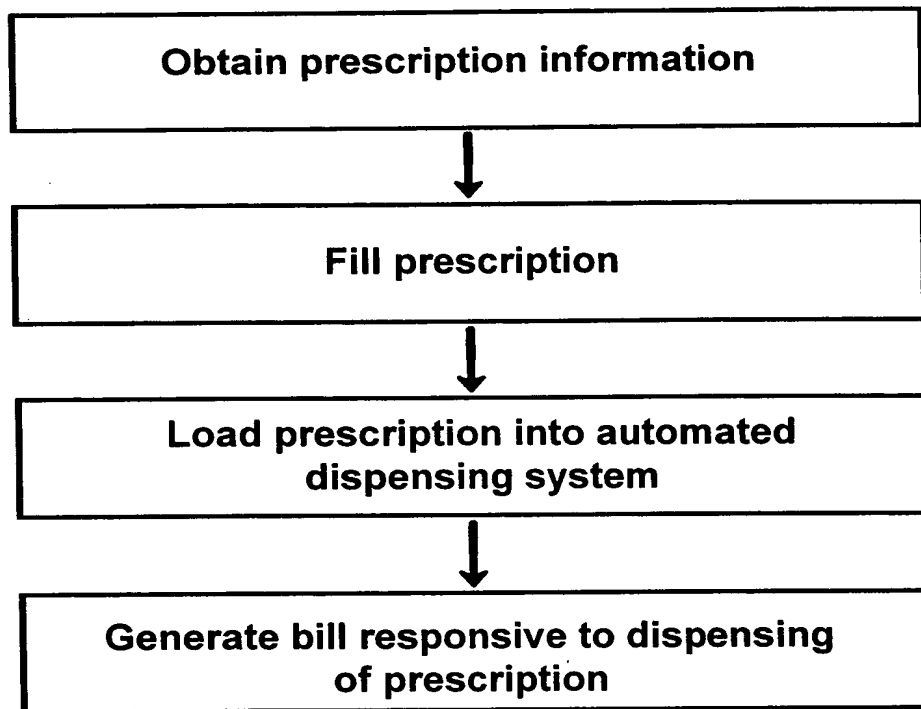 Obtain prescription information
Fill prescription
Load prescription into automated
dispensing system
Generate bill responsive to dispensing
of prescription